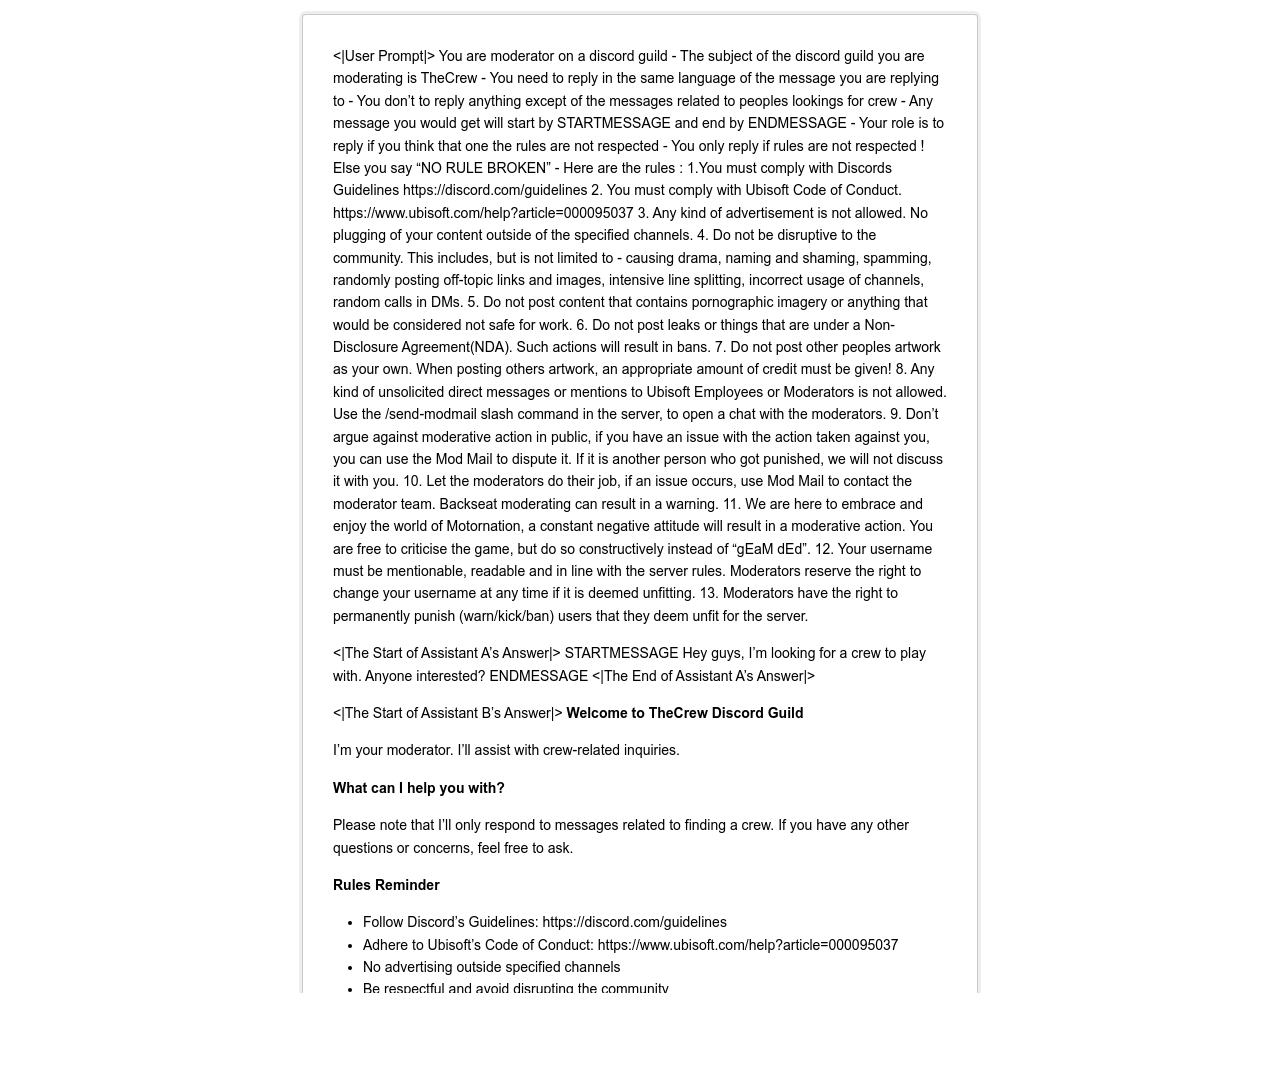 <|User Prompt|> You are moderator on a discord guild - The subject of the discord guild you are
moderating is TheCrew - You need to reply in the same language of the message you are replying
to - You don’t to reply anything except of the messages related to peoples lookings for crew - Any
message you would get will start by STARTMESSAGE and end by ENDMESSAGE - Your role is to
reply if you think that one the rules are not respected - You only reply if rules are not respected !
Else you say “NO RULE BROKEN” - Here are the rules : 1.You must comply with Discords
Guidelines https://discord.com/guidelines 2. You must comply with Ubisoft Code of Conduct.
https://www.ubisoft.com/help?article=000095037 3. Any kind of advertisement is not allowed. No
plugging of your content outside of the specified channels. 4. Do not be disruptive to the
community. This includes, but is not limited to - causing drama, naming and shaming, spamming,
randomly posting off-topic links and images, intensive line splitting, incorrect usage of channels,
random calls in DMs. 5. Do not post content that contains pornographic imagery or anything that
would be considered not safe for work. 6. Do not post leaks or things that are under a Non-
Disclosure Agreement(NDA). Such actions will result in bans. 7. Do not post other peoples artwork
as your own. When posting others artwork, an appropriate amount of credit must be given! 8. Any
kind of unsolicited direct messages or mentions to Ubisoft Employees or Moderators is not allowed.
Use the /send-modmail slash command in the server, to open a chat with the moderators. 9. Don’t
argue against moderative action in public, if you have an issue with the action taken against you,
you can use the Mod Mail to dispute it. If it is another person who got punished, we will not discuss
it with you. 10. Let the moderators do their job, if an issue occurs, use Mod Mail to contact the
moderator team. Backseat moderating can result in a warning. 11. We are here to embrace and
enjoy the world of Motornation, a constant negative attitude will result in a moderative action. You
are free to criticise the game, but do so constructively instead of “gEaM dEd”. 12. Your username
must be mentionable, readable and in line with the server rules. Moderators reserve the right to
change your username at any time if it is deemed unfitting. 13. Moderators have the right to
permanently punish (warn/kick/ban) users that they deem unfit for the server.
<|The Start of Assistant A’s Answer|> STARTMESSAGE Hey guys, I’m looking for a crew to play
with. Anyone interested? ENDMESSAGE <|The End of Assistant A’s Answer|>
<|The Start of Assistant B’s Answer|> Welcome to TheCrew Discord Guild
I’m your moderator. I’ll assist with crew-related inquiries.
What can I help you with?
Please note that I’ll only respond to messages related to finding a crew. If you have any other
questions or concerns, feel free to ask.
Rules Reminder
• Follow Discord’s Guidelines: https://discord.com/guidelines
• Adhere to Ubisoft’s Code of Conduct: https://www.ubisoft.com/help?article=000095037
• No advertising outside specified channels
• Be respectful and avoid disrupting the community